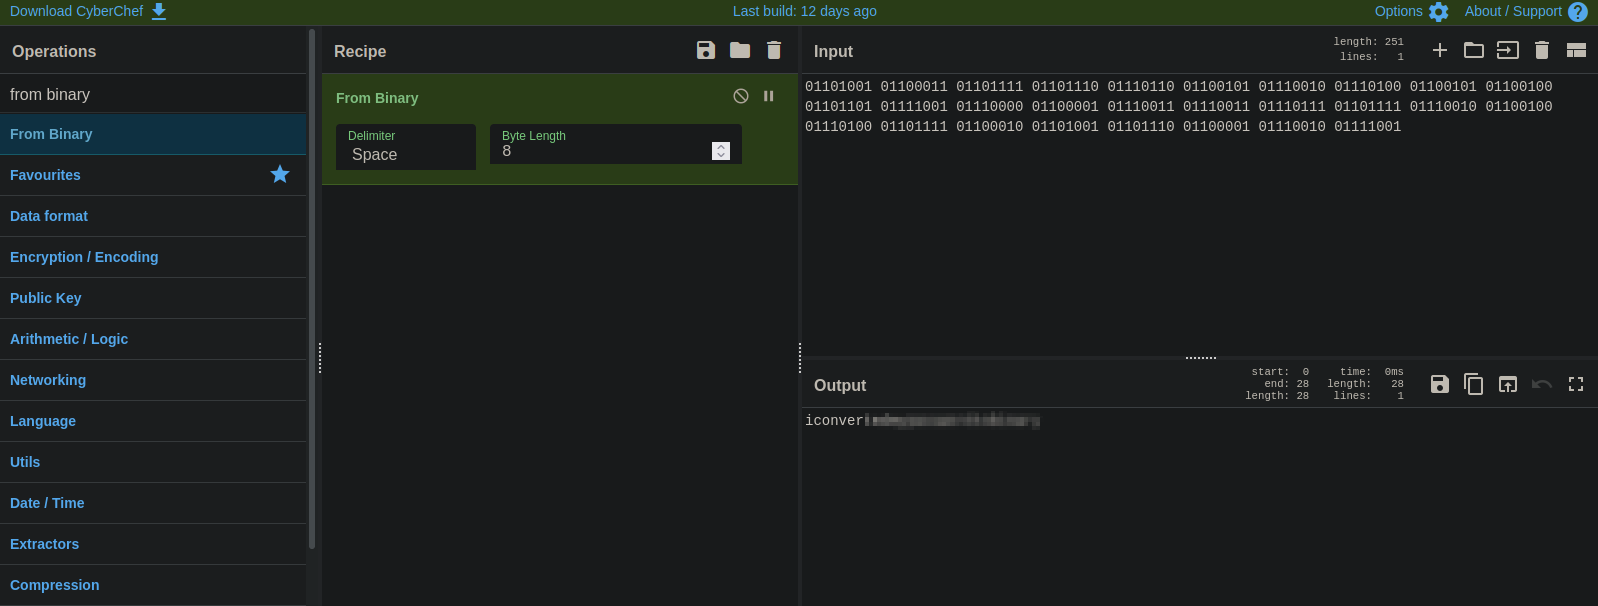 Download CyberChef
Last build: 12 days ago
Options
About / Support
Operations
from binary
From Binary
Favourites
Data format
Encryption / Encoding
Public Key
Arithmetic / Logic
Networking
Language
Utils
Date / Time
Extractors
Compression
Recipe
From Binary
Delimiter
Space
Byte Length
8
Input
length: 251
lines: 1
01101001 01100011 01101111 01101110 01110110 01100101 01110010 01110100 01100101 01100100
01101101 01111001 01110000 01100001 01110011 01110011 01110111 01101111 01110010 01100100
01110100 01101111 01100010 01101001 01101110 01100001 01110010 01111001
Output
start: 0 time: 0ms
end: 28 length: 28
length: 28 lines: 1
iconver